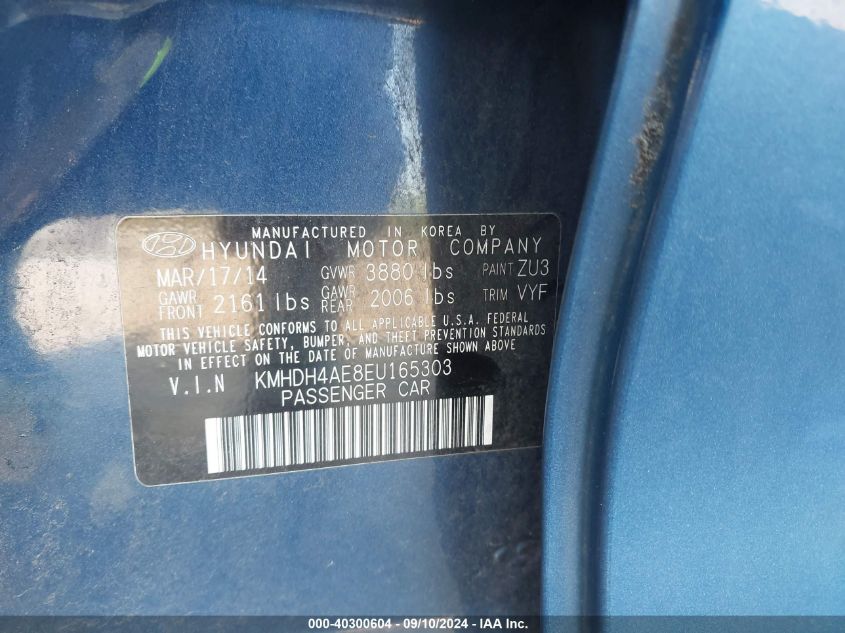 MANUFACTURED IN KOREA BY
HYUNDAI MOTOR COMPANY
MAR/17/14 GVWR 3880 lbs PAINT ZU3
GAWR FRONT 2161 lbs GAWR REAR 2006 lbs TRIM VYF
THIS VEHICLE CONFORMS TO ALL APPLICABLE U.S.A. FEDERAL
MOTOR VEHICLE SAFETY, BUMPER, AND THEFT PREVENTION STANDARDS
IN EFFECT ON THE DATE OF MANUFACTURE SHOWN ABOVE
V.I.N KMHDH4AE8EU165303
PASSENGER CAR
000-40300604 - 09/10/2024 - IAA Inc.